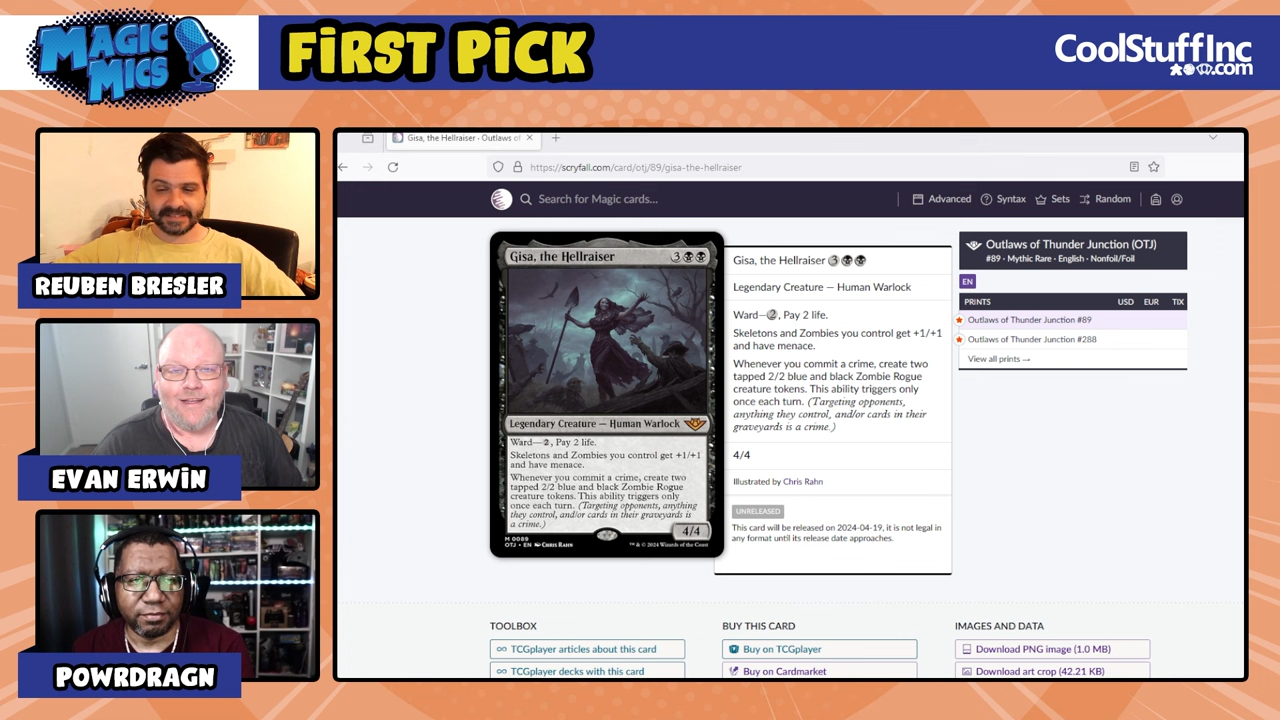 MAGIC MICS
FIRST PICK
CoolStuffInc
.com
REUBEN BRESLER
EVAN ERWIN
POWRDRAGN
Gisa, the Hellraiser · Outlaws of
https://scryfall.com/card/otj/89/gisa-the-hellraiser
Search for Magic cards...
Advanced
Syntax
Sets
Random
Gisa, the Hellraiser 3
Legendary Creature — Human Warlock
Ward—2, Pay 2 life.
Skeletons and Zombies you control get +1/+1
and have menace.
Whenever you commit a crime, create two
tapped 2/2 blue and black Zombie Rogue
creature tokens. This ability triggers only
once each turn. (Targeting opponents, anything
they control, and/or cards in their graveyards is
a crime.)
4/4
M 0089
OTJ • EN CHRIS RAHN
™ & © 2024 Wizards of the Coast
Gisa, the Hellraiser 3
Legendary Creature — Human Warlock
Ward—2, Pay 2 life.
Skeletons and Zombies you control get +1/+1
and have menace.
Whenever you commit a crime, create two
tapped 2/2 blue and black Zombie Rogue
creature tokens. This ability triggers only
once each turn. (Targeting opponents,
anything they control, and/or cards in their
graveyards is a crime.)
4/4
Illustrated by Chris Rahn
UNRELEASED
This card will be released on 2024-04-19, it is not legal in
any format until its release date approaches.
Outlaws of Thunder Junction (OTJ)
#89 · Mythic Rare · English · Nonfoil/Foil
EN
PRINTS USD EUR TIX
Outlaws of Thunder Junction #89
Outlaws of Thunder Junction #288
View all prints →
TOOLBOX
TCGplayer articles about this card
TCGplayer decks with this card
BUY THIS CARD
Buy on TCGplayer
Buy on Cardmarket
IMAGES AND DATA
Download PNG image (1.0 MB)
Download art crop (42.21 KB)